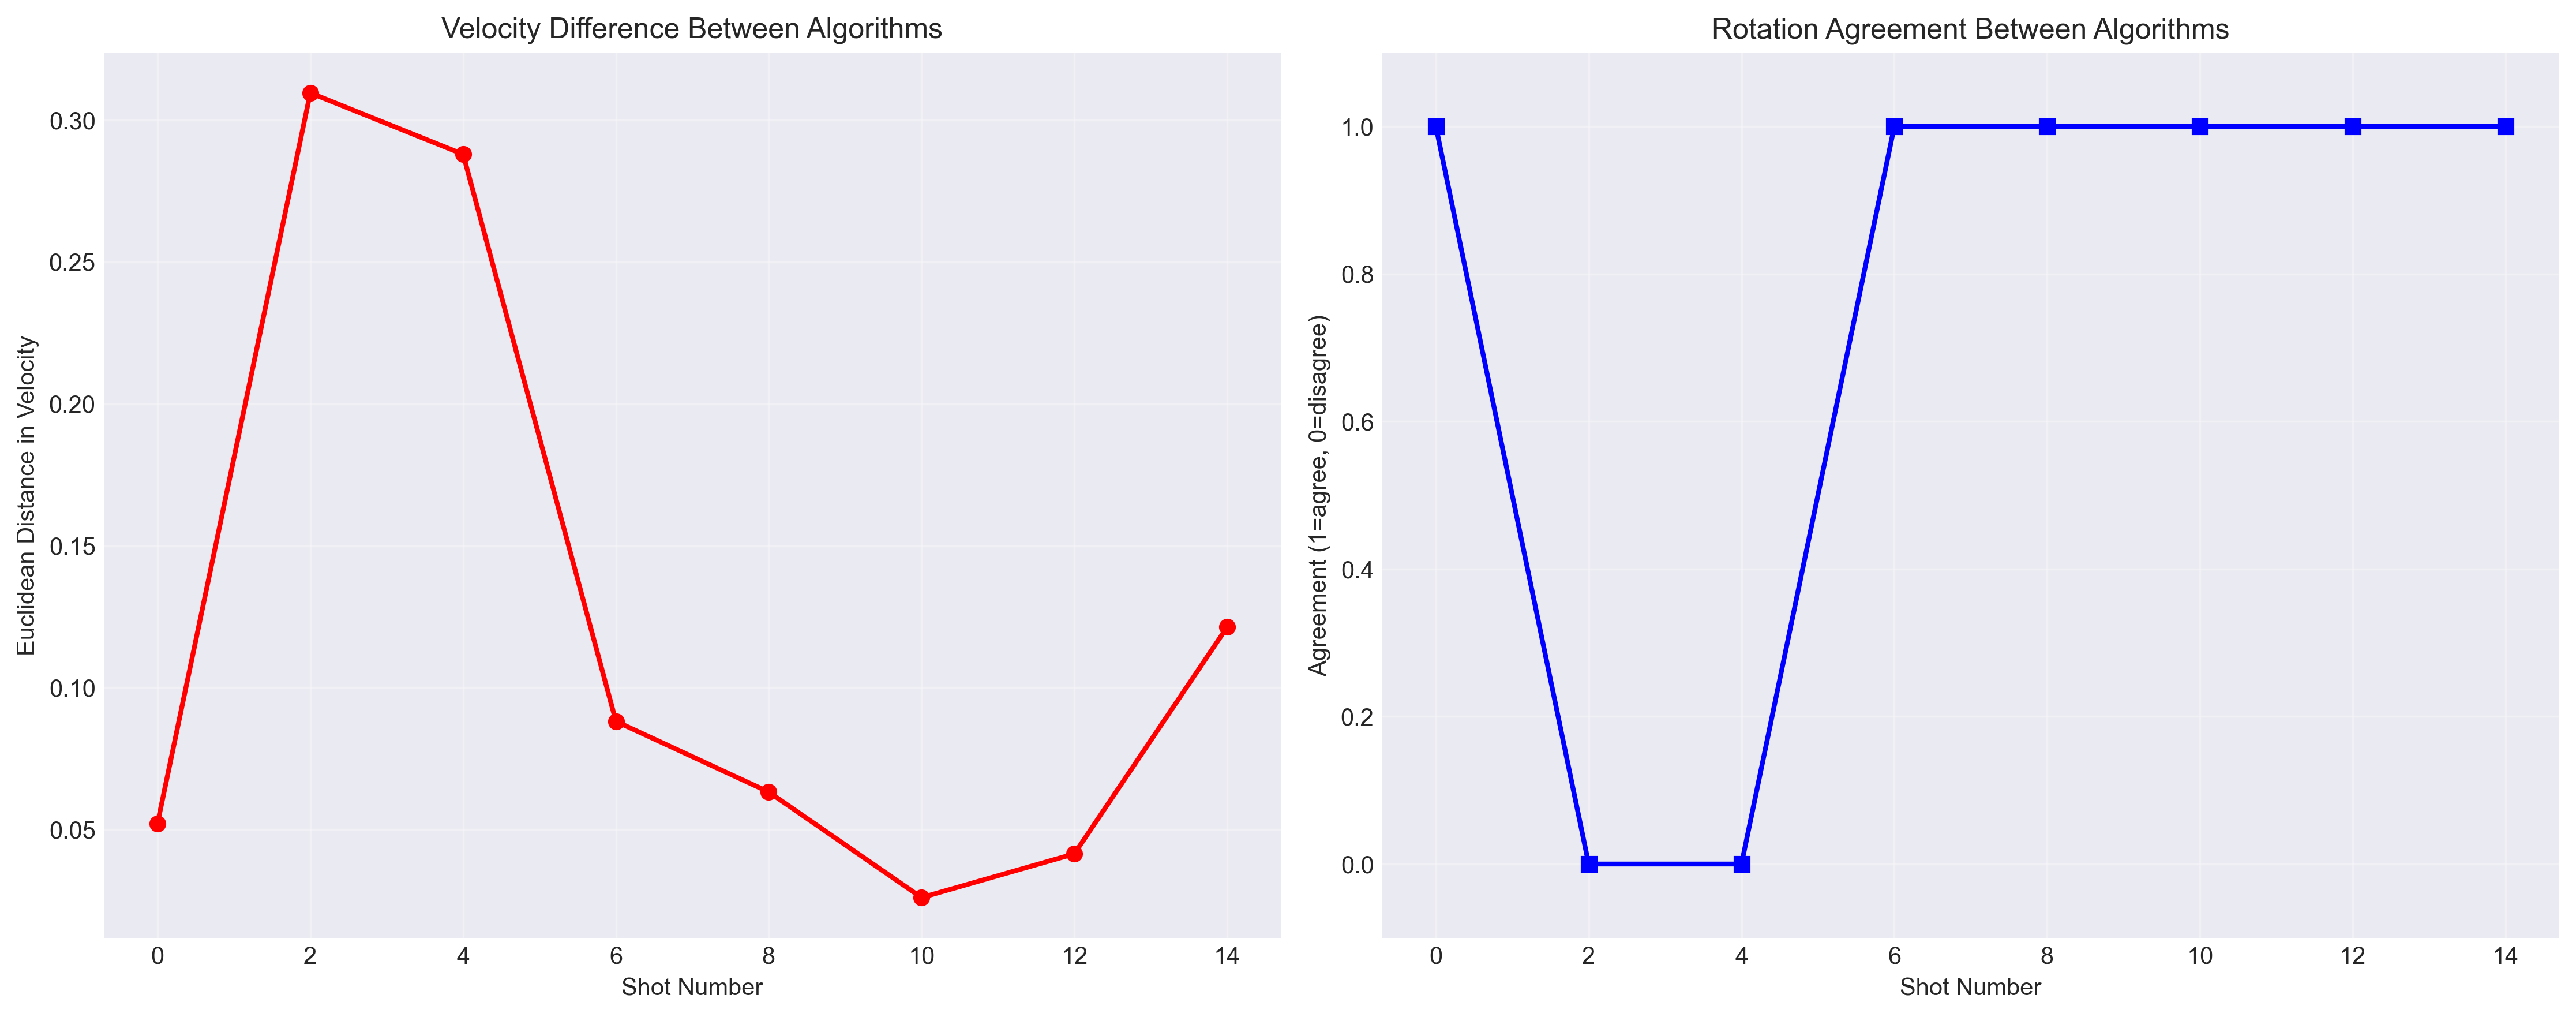 Velocity Difference Between Algorithms
Euclidean Distance in Velocity
0.30
0.25
0.20
0.15
0.10
0.05
0 2 4 6 8 10 12 14
Shot Number
Rotation Agreement Between Algorithms
Agreement (1=agree, 0=disagree)
1.0
0.8
0.6
0.4
0.2
0.0
0 2 4 6 8 10 12 14
Shot Number